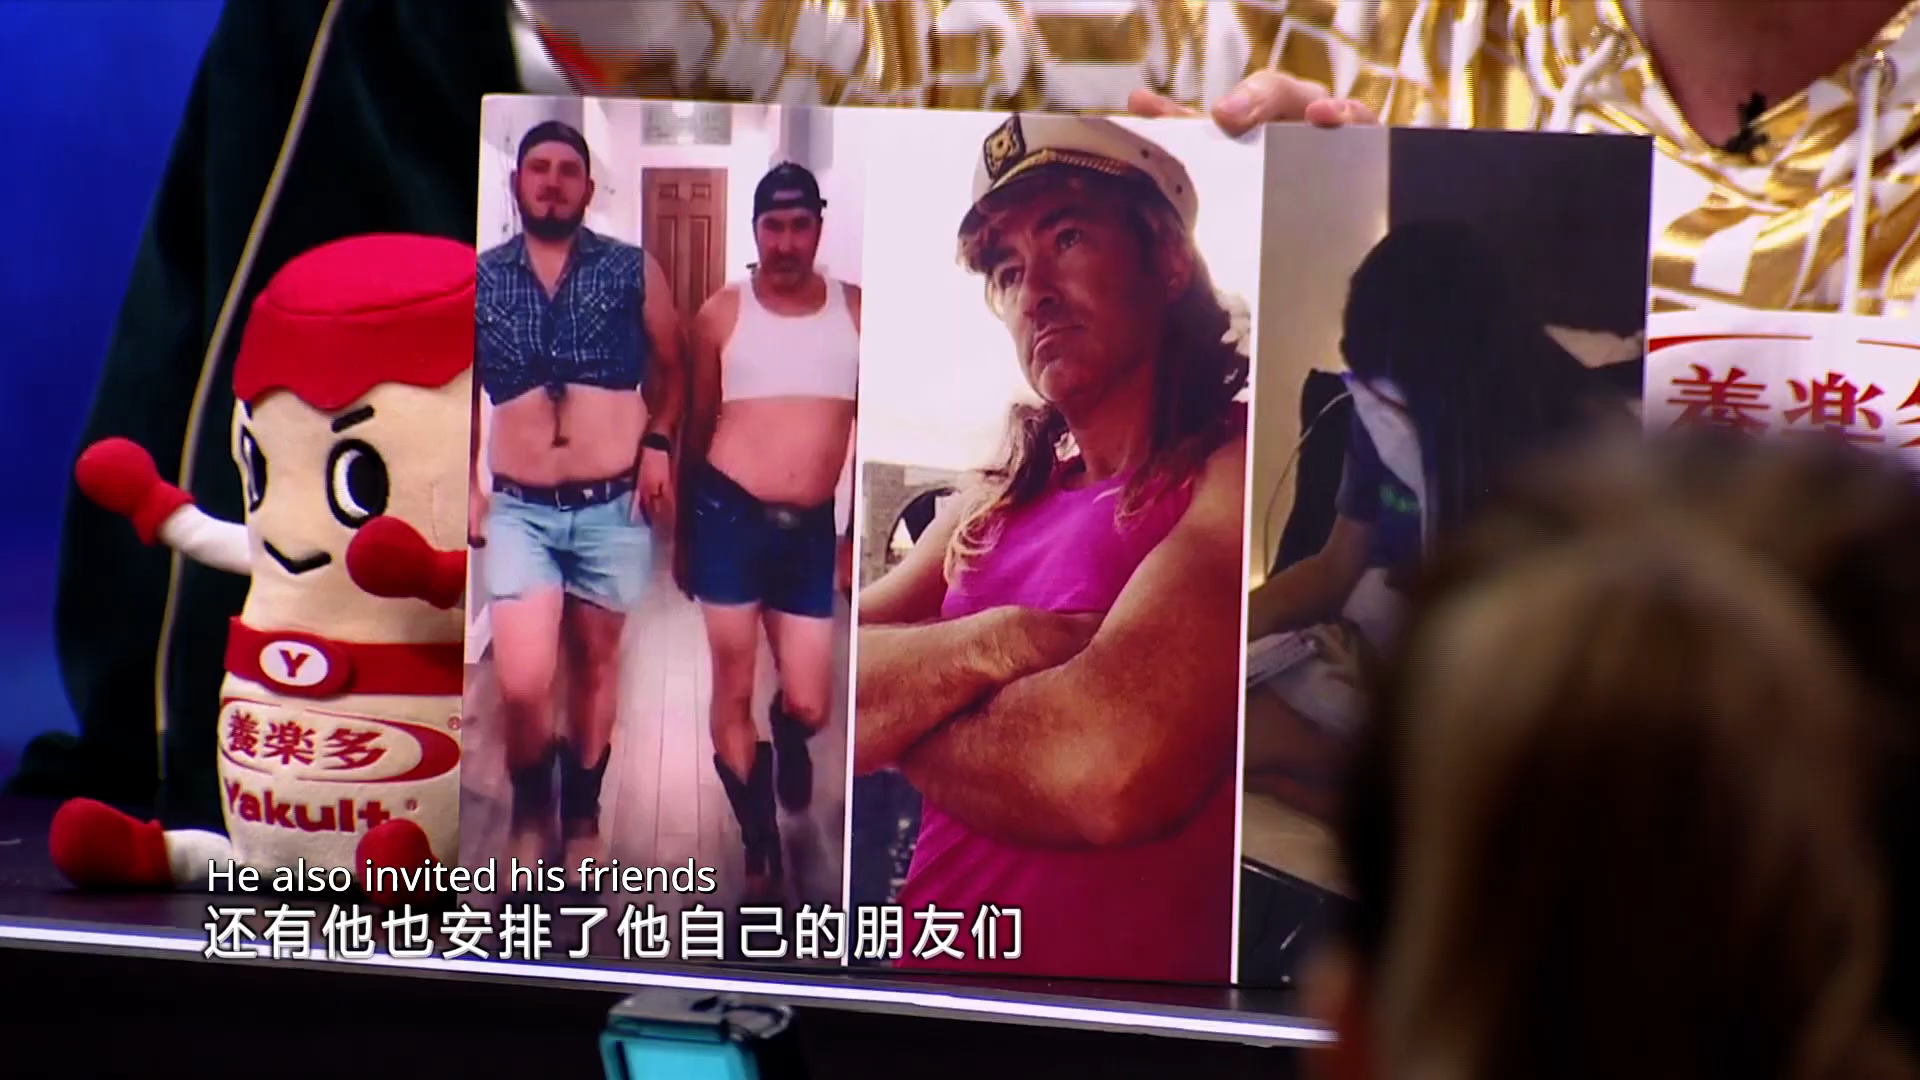 養楽多
Y
養楽多
Yakult
He also invited his friends
还有他也安排了他自己的朋友们